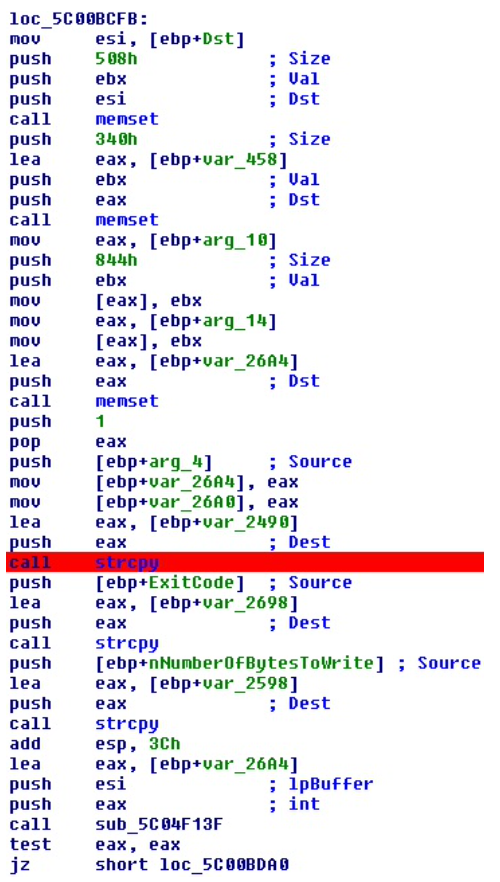 loc_5C00BCFB:
mov esi, [ebp+Dst]
push 508h ; Size
push ebx ; Val
push esi ; Dst
call memset
push 340h ; Size
lea eax, [ebp+var_458]
push ebx ; Val
push eax ; Dst
call memset
mov eax, [ebp+arg_10]
push 844h ; Size
push ebx ; Val
mov [eax], ebx
mov eax, [ebp+arg_14]
mov [eax], ebx
lea eax, [ebp+var_26A4]
push eax ; Dst
call memset
push 1
pop eax
push [ebp+arg_4] ; Source
mov [ebp+var_26A4], eax
mov [ebp+var_26A0], eax
lea eax, [ebp+var_2490]
push eax ; Dest
call strcpy
push [ebp+ExitCode] ; Source
lea eax, [ebp+var_2698]
push eax ; Dest
call strcpy
push [ebp+nNumberOfBytesToWrite] ; Source
lea eax, [ebp+var_2598]
push eax ; Dest
call strcpy
add esp, 3Ch
lea eax, [ebp+var_26A4]
push esi ; lpBuffer
push eax ; int
call sub_5C04F13F
test eax, eax
jz short loc_5C00BDA0